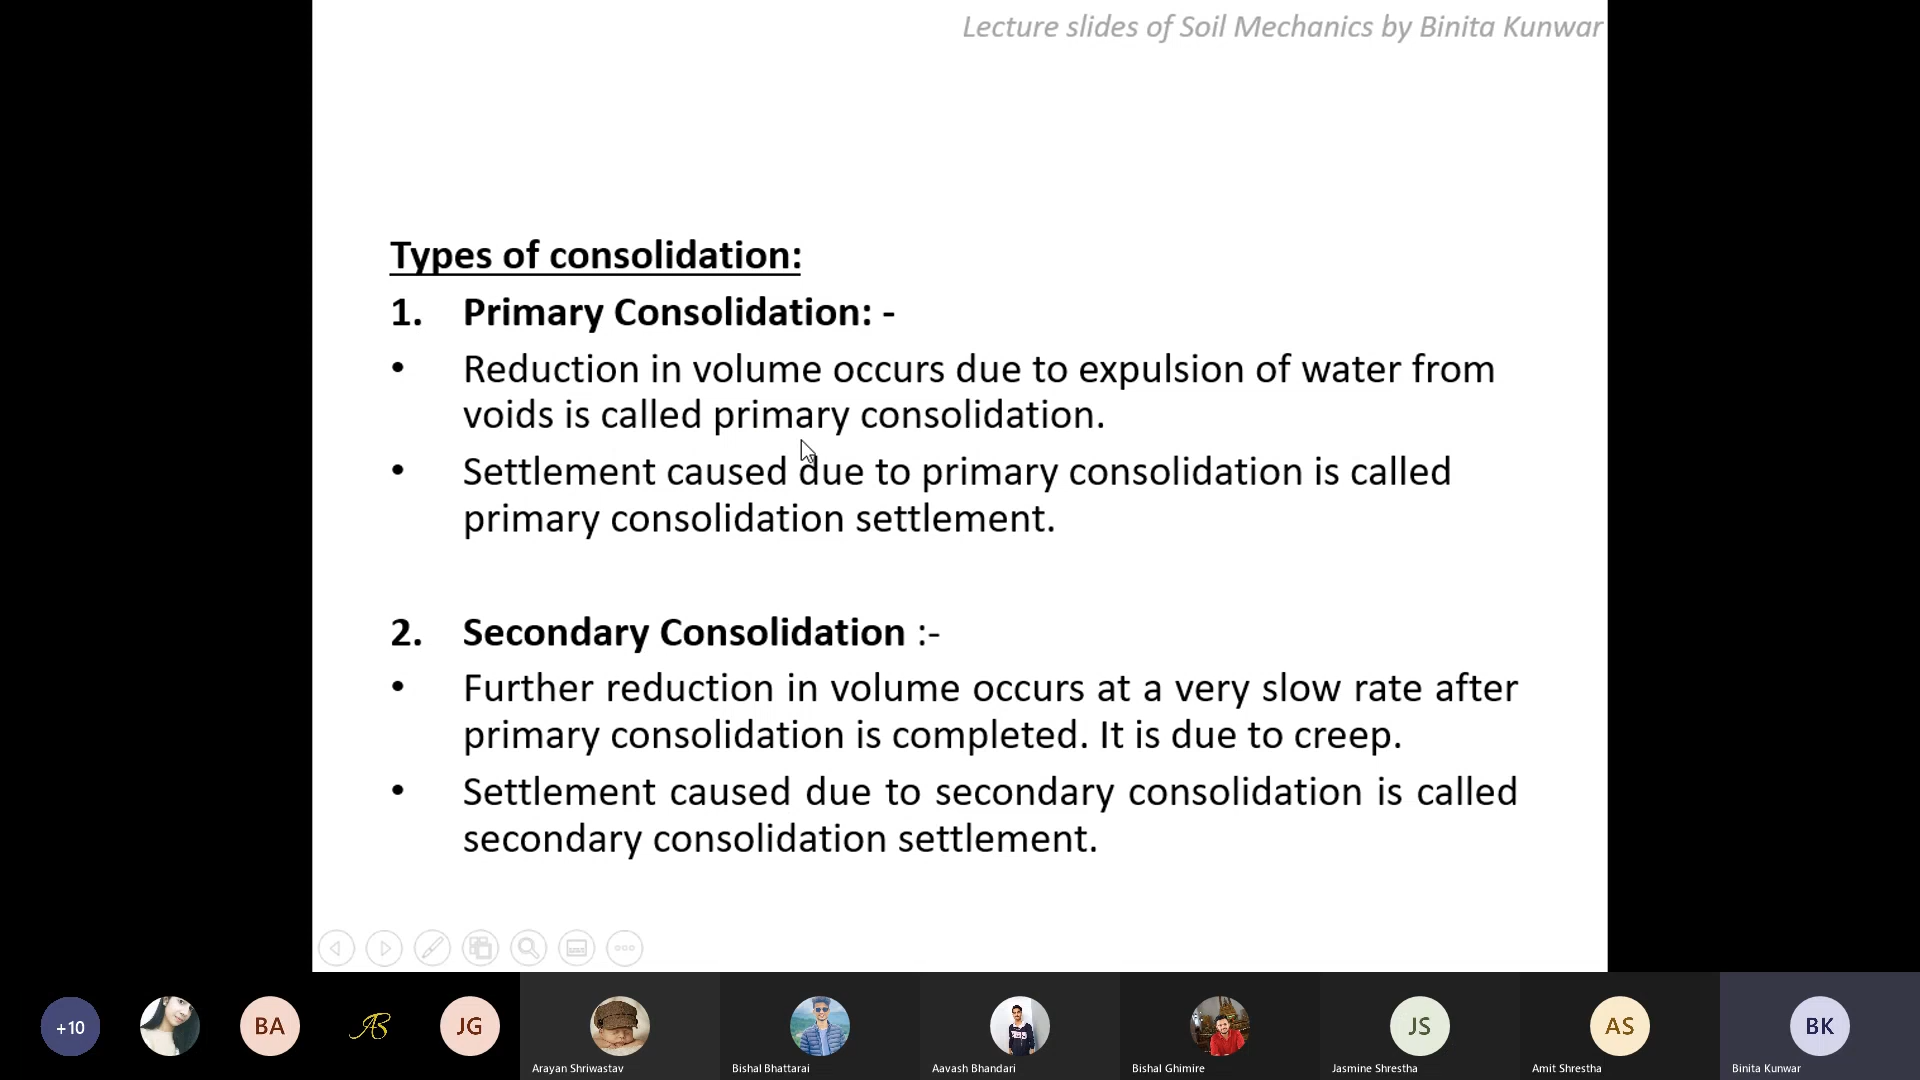 Lecture slides of Soil Mechanics by Binita Kunwar
Types of consolidation:
1. Primary Consolidation: -
• Reduction in volume occurs due to expulsion of water from
voids is called primary consolidation.
• Settlement caused due to primary consolidation is called
primary consolidation settlement.
2. Secondary Consolidation :-
• Further reduction in volume occurs at a very slow rate after
primary consolidation is completed. It is due to creep.
• Settlement caused due to secondary consolidation is called
secondary consolidation settlement.
+10
BA
AS
JG
JS
AS
BK
Arayan Shriwastav
Bishal Bhattarai
Aavash Bhandari
Bishal Ghimire
Jasmine Shrestha
Amit Shrestha
Binita Kunwar